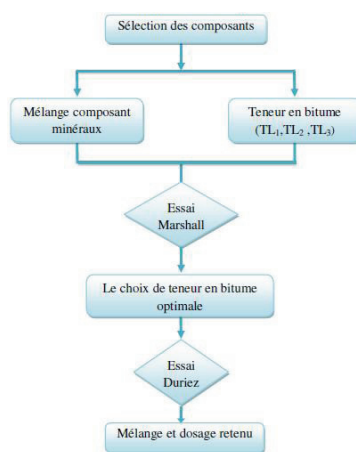 Sélection des composants
Mélange composant
minéraux
Teneur en bitume
(TL₁,TL₂ ,TL₃)
Essai
Marshall
Le choix de teneur en bitume
optimale
Essai
Duriez
Mélange et dosage retenu